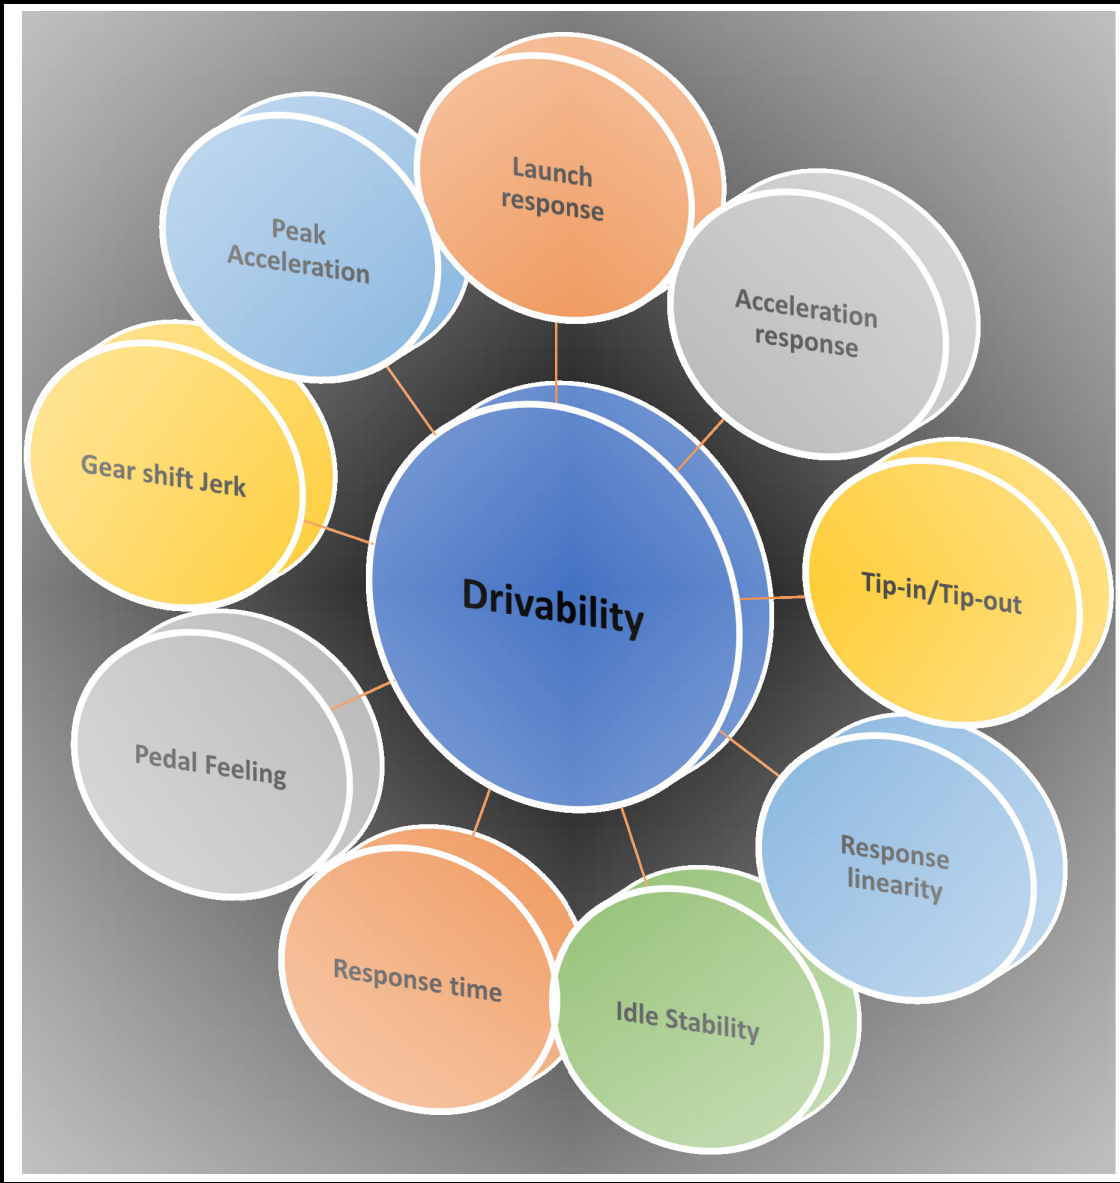 Launch
response
Peak
Acceleration
Acceleration
response
Gear shift Jerk
Drivability
Tip-in/Tip-out
Pedal Feeling
Response
linearity
Response time
Idle Stability